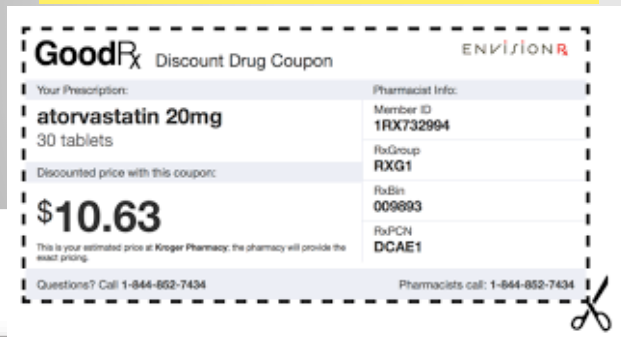 GoodRx Discount Drug Coupon
ENVISIONRx
Your Prescription:
atorvastatin 20mg
30 tablets
Discounted price with this coupon:
$10.63
This is your estimated price at Kroger Pharmacy; the pharmacy will provide the
exact pricing.
Pharmacist Info:
Member ID
1RX732994
RxGroup
RXG1
RxBin
009893
RxPCN
DCAE1
Questions? Call 1-844-852-7434
Pharmacists call: 1-844-852-7434